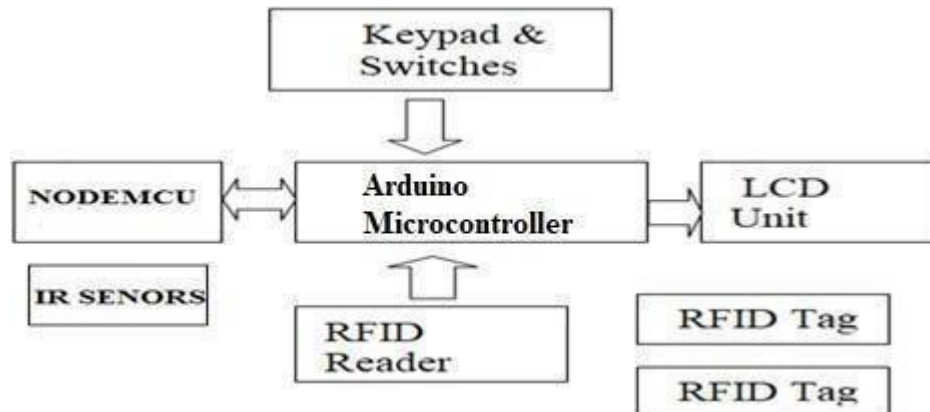 Keypad &
Switches
NODEMCU
Arduino
Microcontroller
LCD
Unit
IR SENORS
RFID
Reader
RFID Tag
RFID Tag